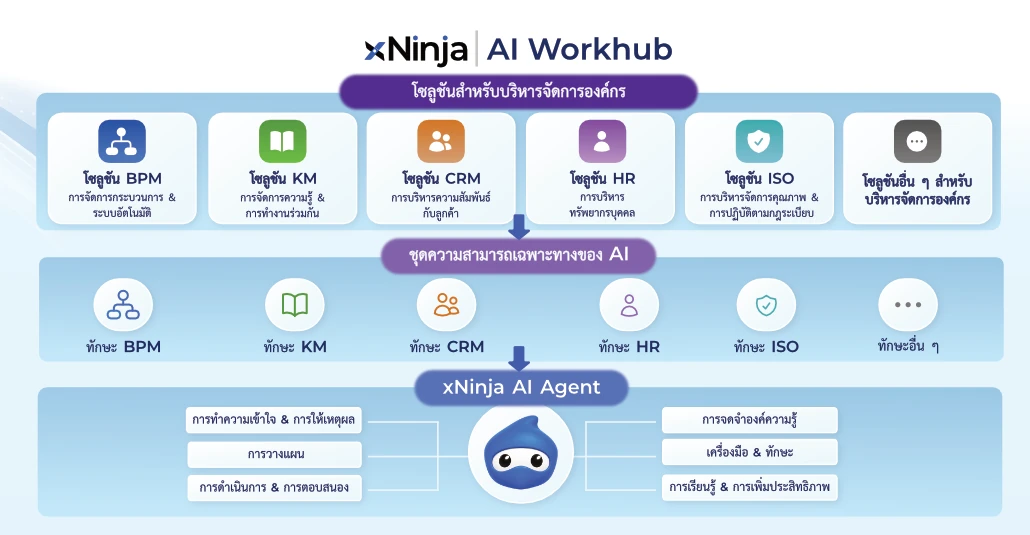 xNinja | AI Workhub
โซลูชันสำหรับบริหารจัดการองค์กร
โซลูชัน BPM
การจัดการกระบวนการ &
ระบบอัตโนมัติ
โซลูชัน KM
การจัดการความรู้ &
การทำงานร่วมกัน
โซลูชัน CRM
การบริหารความสัมพันธ์
กับลูกค้า
โซลูชัน HR
การบริหาร
ทรัพยากรบุคคล
โซลูชัน ISO
การบริหารจัดการคุณภาพ &
การปฏิบัติตามกฎระเบียบ
โซลูชันอื่น ๆ สำหรับ
บริหารจัดการองค์กร
ชุดความสามารถเฉพาะทางของ AI
ทักษะ BPM
ทักษะ KM
ทักษะ CRM
ทักษะ HR
ทักษะ ISO
ทักษะอื่น ๆ
xNinja AI Agent
การทำความเข้าใจ & การให้เหตุผล
การวางแผน
การดำเนินการ & การตอบสนอง
การจดจำองค์ความรู้
เครื่องมือ & ทักษะ
การเรียนรู้ & การเพิ่มประสิทธิภาพ